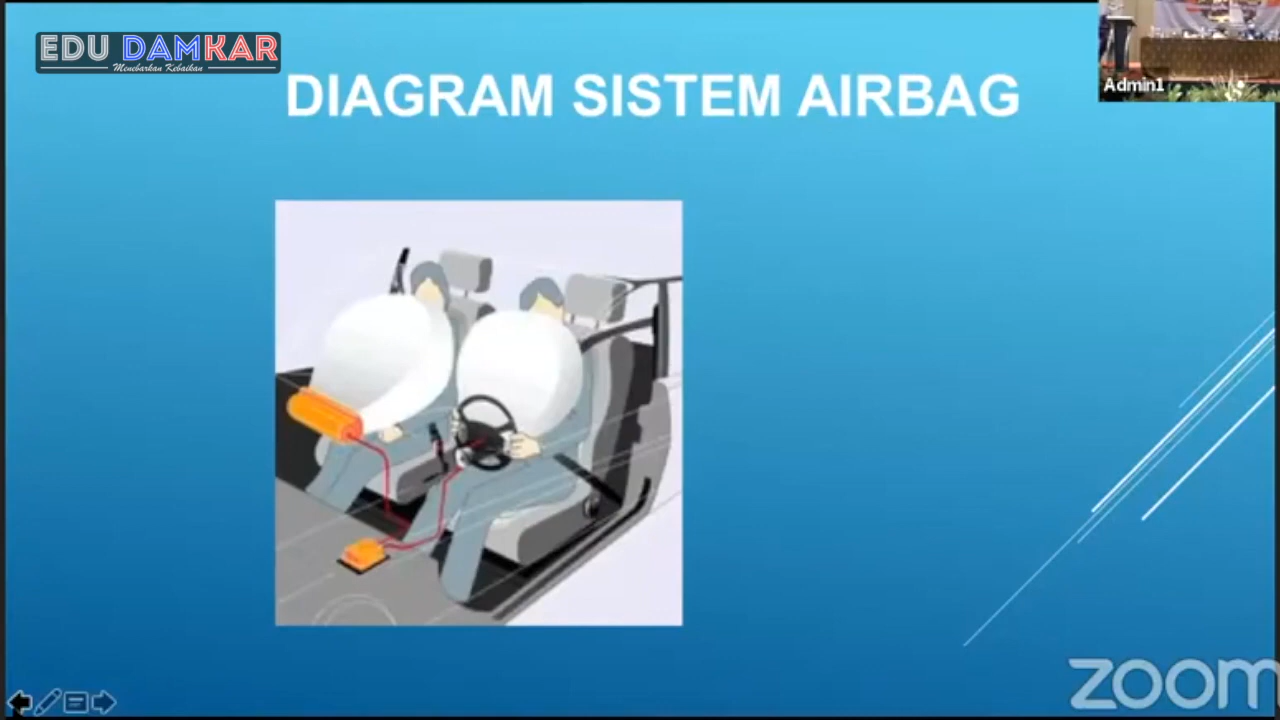 EDU DAMKAR
Menebarkan Kebaikan
DIAGRAM SISTEM AIRBAG
Admin1
zoom